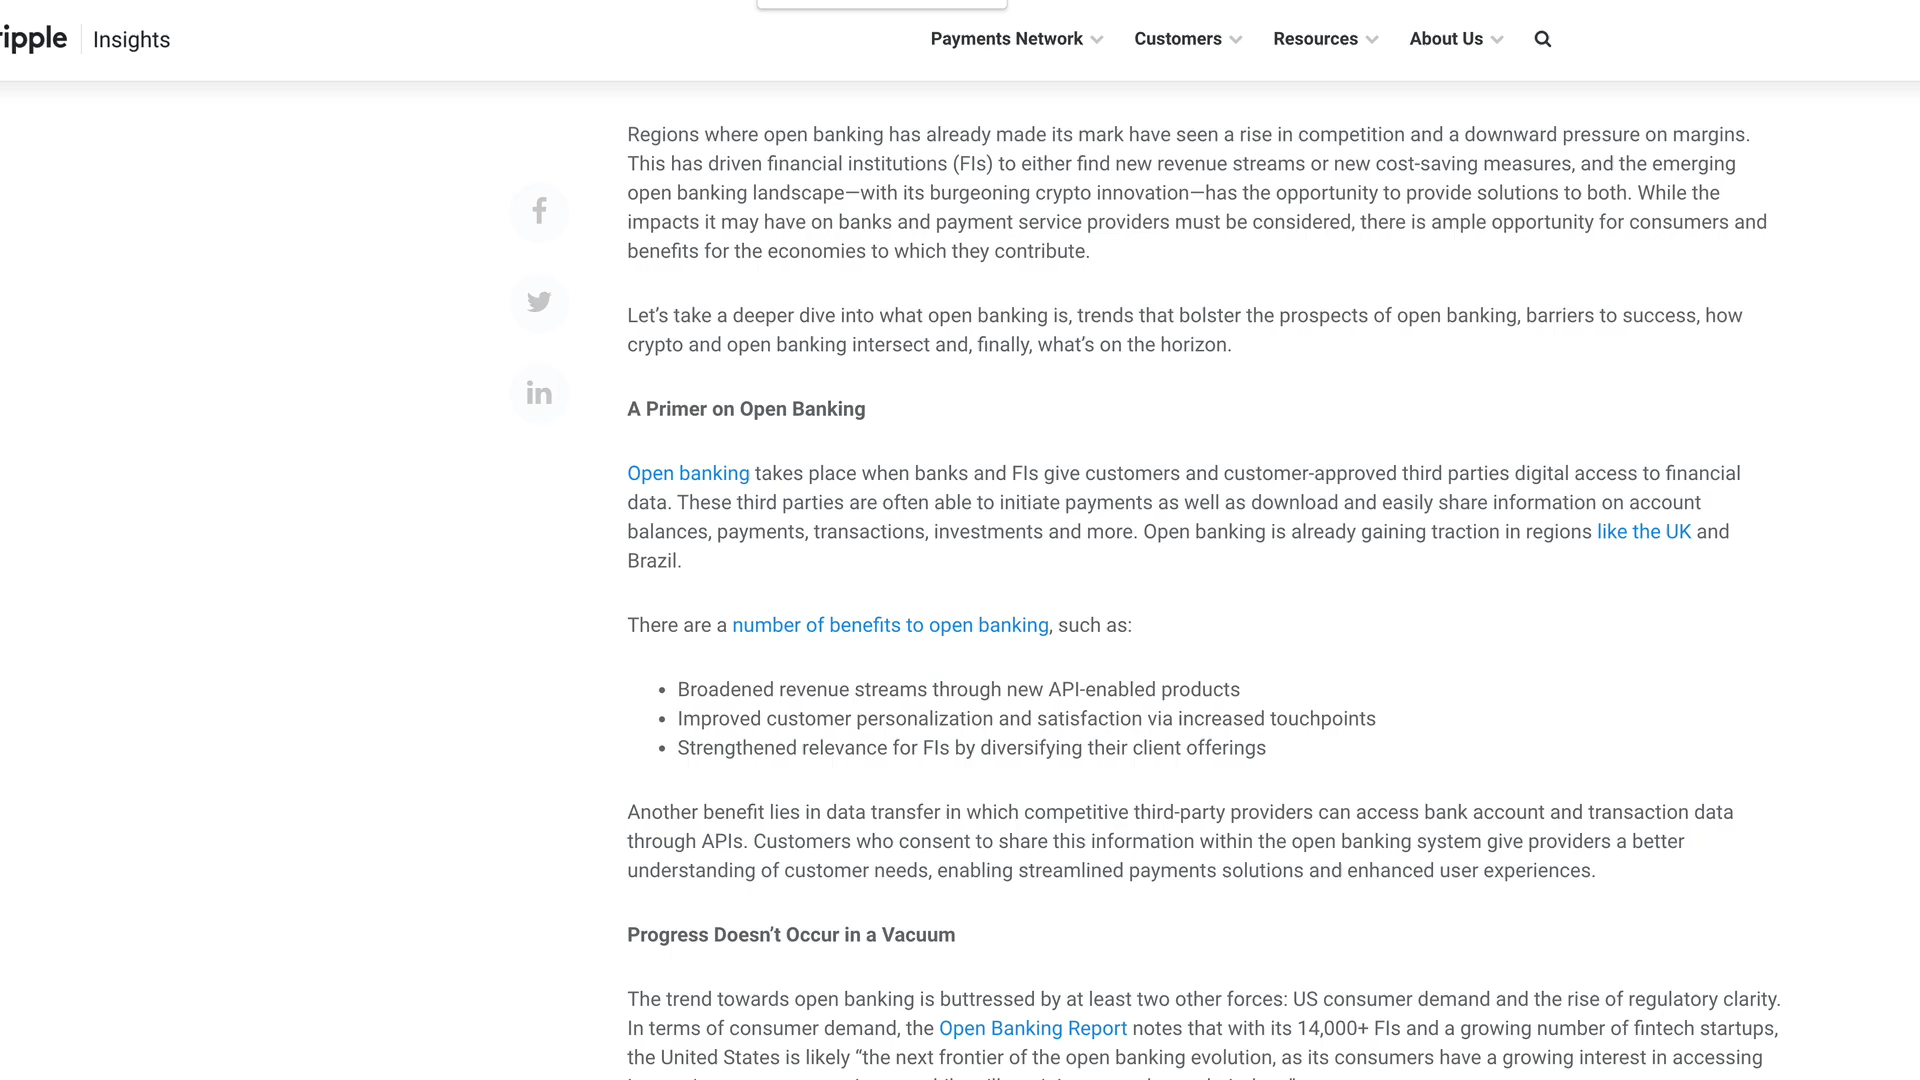 ripple Insights Payments Network Customers Resources About Us
Regions where open banking has already made its mark have seen a rise in competition and a downward pressure on margins.
This has driven financial institutions (FIs) to either find new revenue streams or new cost-saving measures, and the emerging
open banking landscape—with its burgeoning crypto innovation—has the opportunity to provide solutions to both. While the
impacts it may have on banks and payment service providers must be considered, there is ample opportunity for consumers and
benefits for the economies to which they contribute.
Let’s take a deeper dive into what open banking is, trends that bolster the prospects of open banking, barriers to success, how
crypto and open banking intersect and, finally, what’s on the horizon.
A Primer on Open Banking
Open banking takes place when banks and FIs give customers and customer-approved third parties digital access to financial
data. These third parties are often able to initiate payments as well as download and easily share information on account
balances, payments, transactions, investments and more. Open banking is already gaining traction in regions like the UK and
Brazil.
There are a number of benefits to open banking, such as:
• Broadened revenue streams through new API-enabled products
• Improved customer personalization and satisfaction via increased touchpoints
• Strengthened relevance for FIs by diversifying their client offerings
Another benefit lies in data transfer in which competitive third-party providers can access bank account and transaction data
through APIs. Customers who consent to share this information within the open banking system give providers a better
understanding of customer needs, enabling streamlined payments solutions and enhanced user experiences.
Progress Doesn’t Occur in a Vacuum
The trend towards open banking is buttressed by at least two other forces: US consumer demand and the rise of regulatory clarity.
In terms of consumer demand, the Open Banking Report notes that with its 14,000+ FIs and a growing number of fintech startups,
the United States is likely “the next frontier of the open banking evolution, as its consumers have a growing interest in accessing